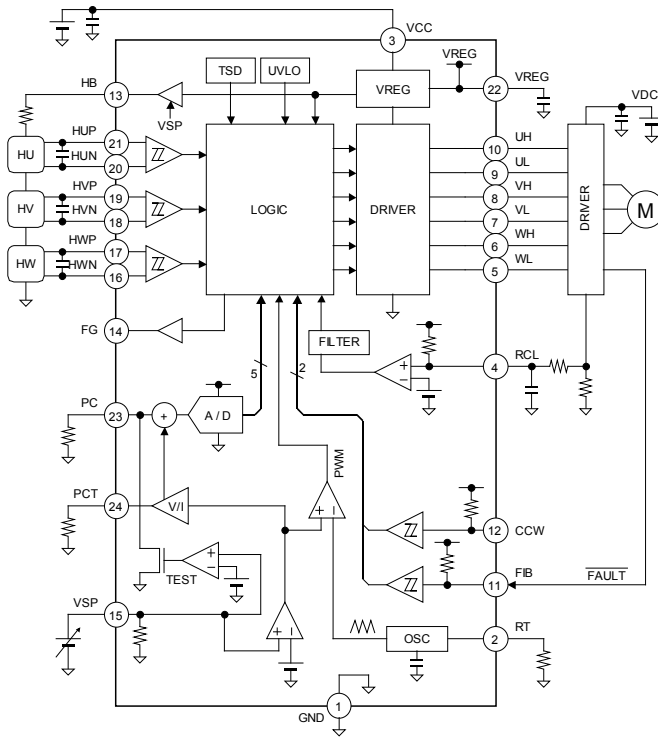 3 VCC
TSD UVLO VREG VREG
22 VREG
HB 13 VSP
VDC
HU HUP 21 HUN 20
HV HVP 19 HVN 18
HW HWP 17 HWN 16
LOGIC DRIVER
10 UH
9 UL
8 VH
7 VL
6 WH
5 WL
DRIVER M
FG 14
FILTER
5 2
+ − 4 RCL
PC 23 + A / D
PWM
PCT 24 V/I + −
12 CCW
TEST + −
11 FIB FAULT
VSP 15
+ −
OSC 2 RT
GND 1